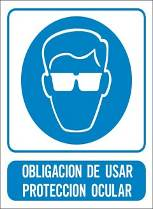 OBLIGACION DE USAR
PROTECCION OCULAR